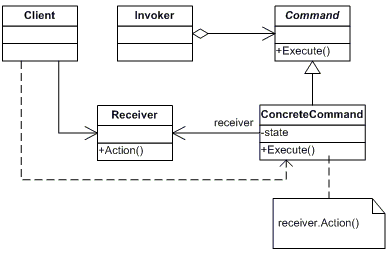 Client
Invoker
Command
+Execute()
Receiver
+Action()
receiver
ConcreteCommand
-state
+Execute()
receiver.Action()